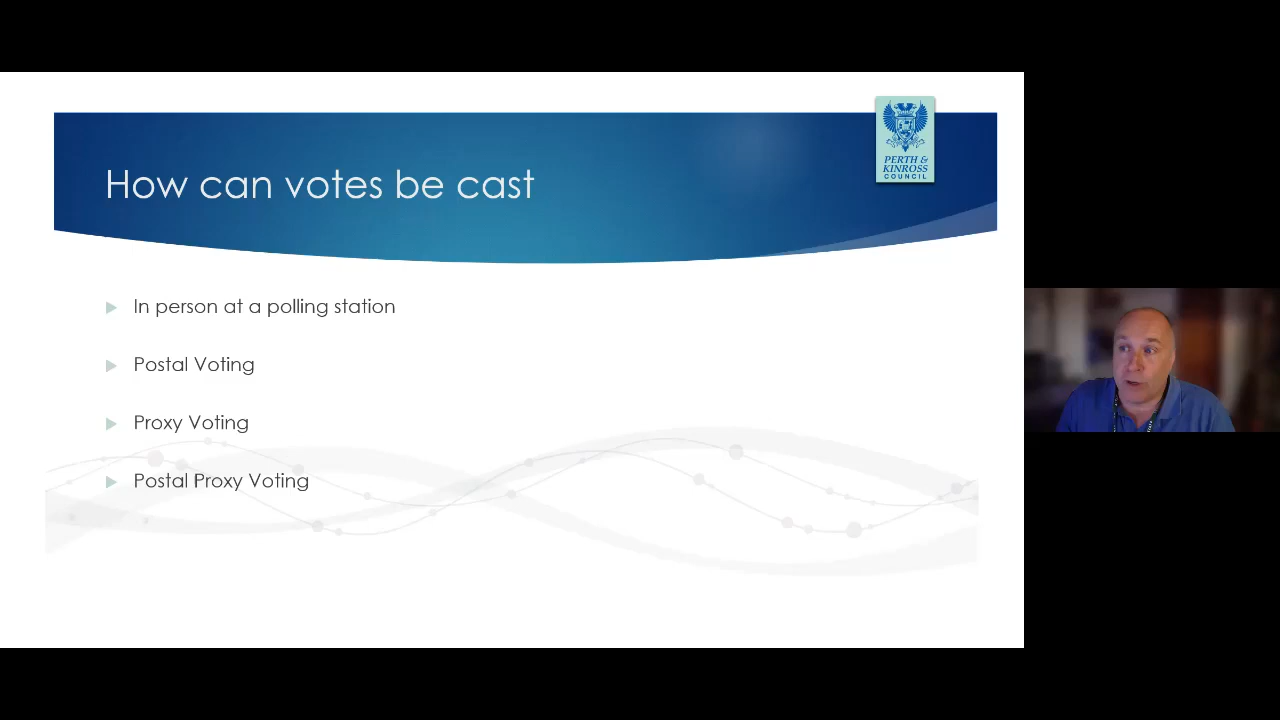 How can votes be cast
PERTH &
KINROSS
COUNCIL
In person at a polling station
Postal Voting
Proxy Voting
Postal Proxy Voting